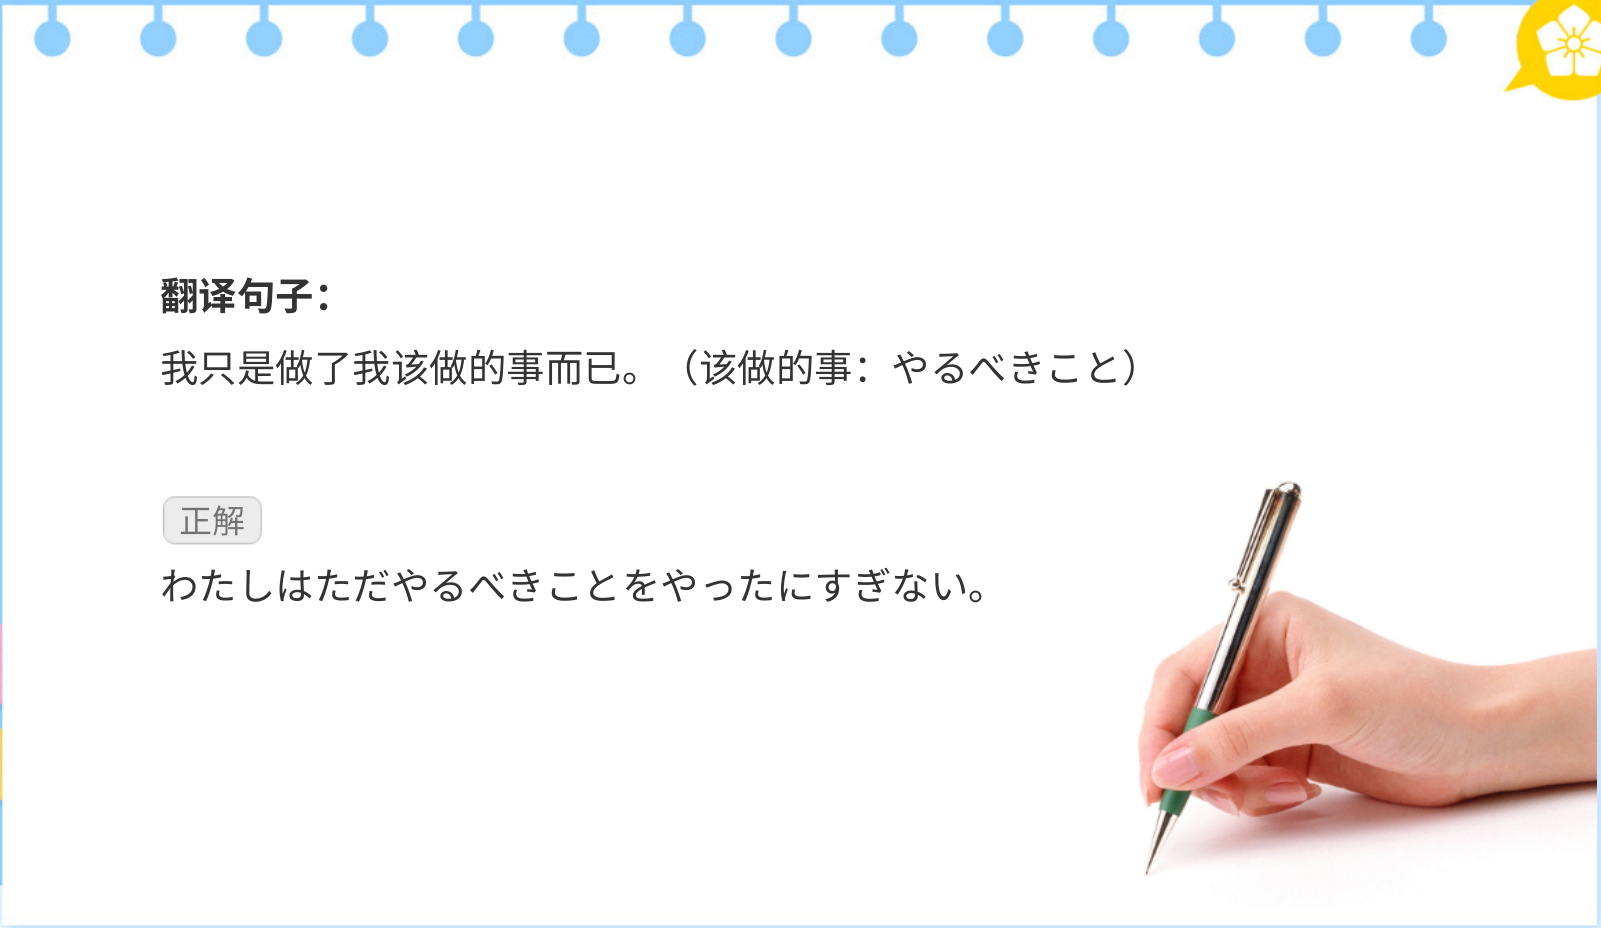 翻译句子：
我只是做了我该做的事而已。（该做的事：やるべきこと）
正解
わたしはただやるべきことをやったにすぎない。